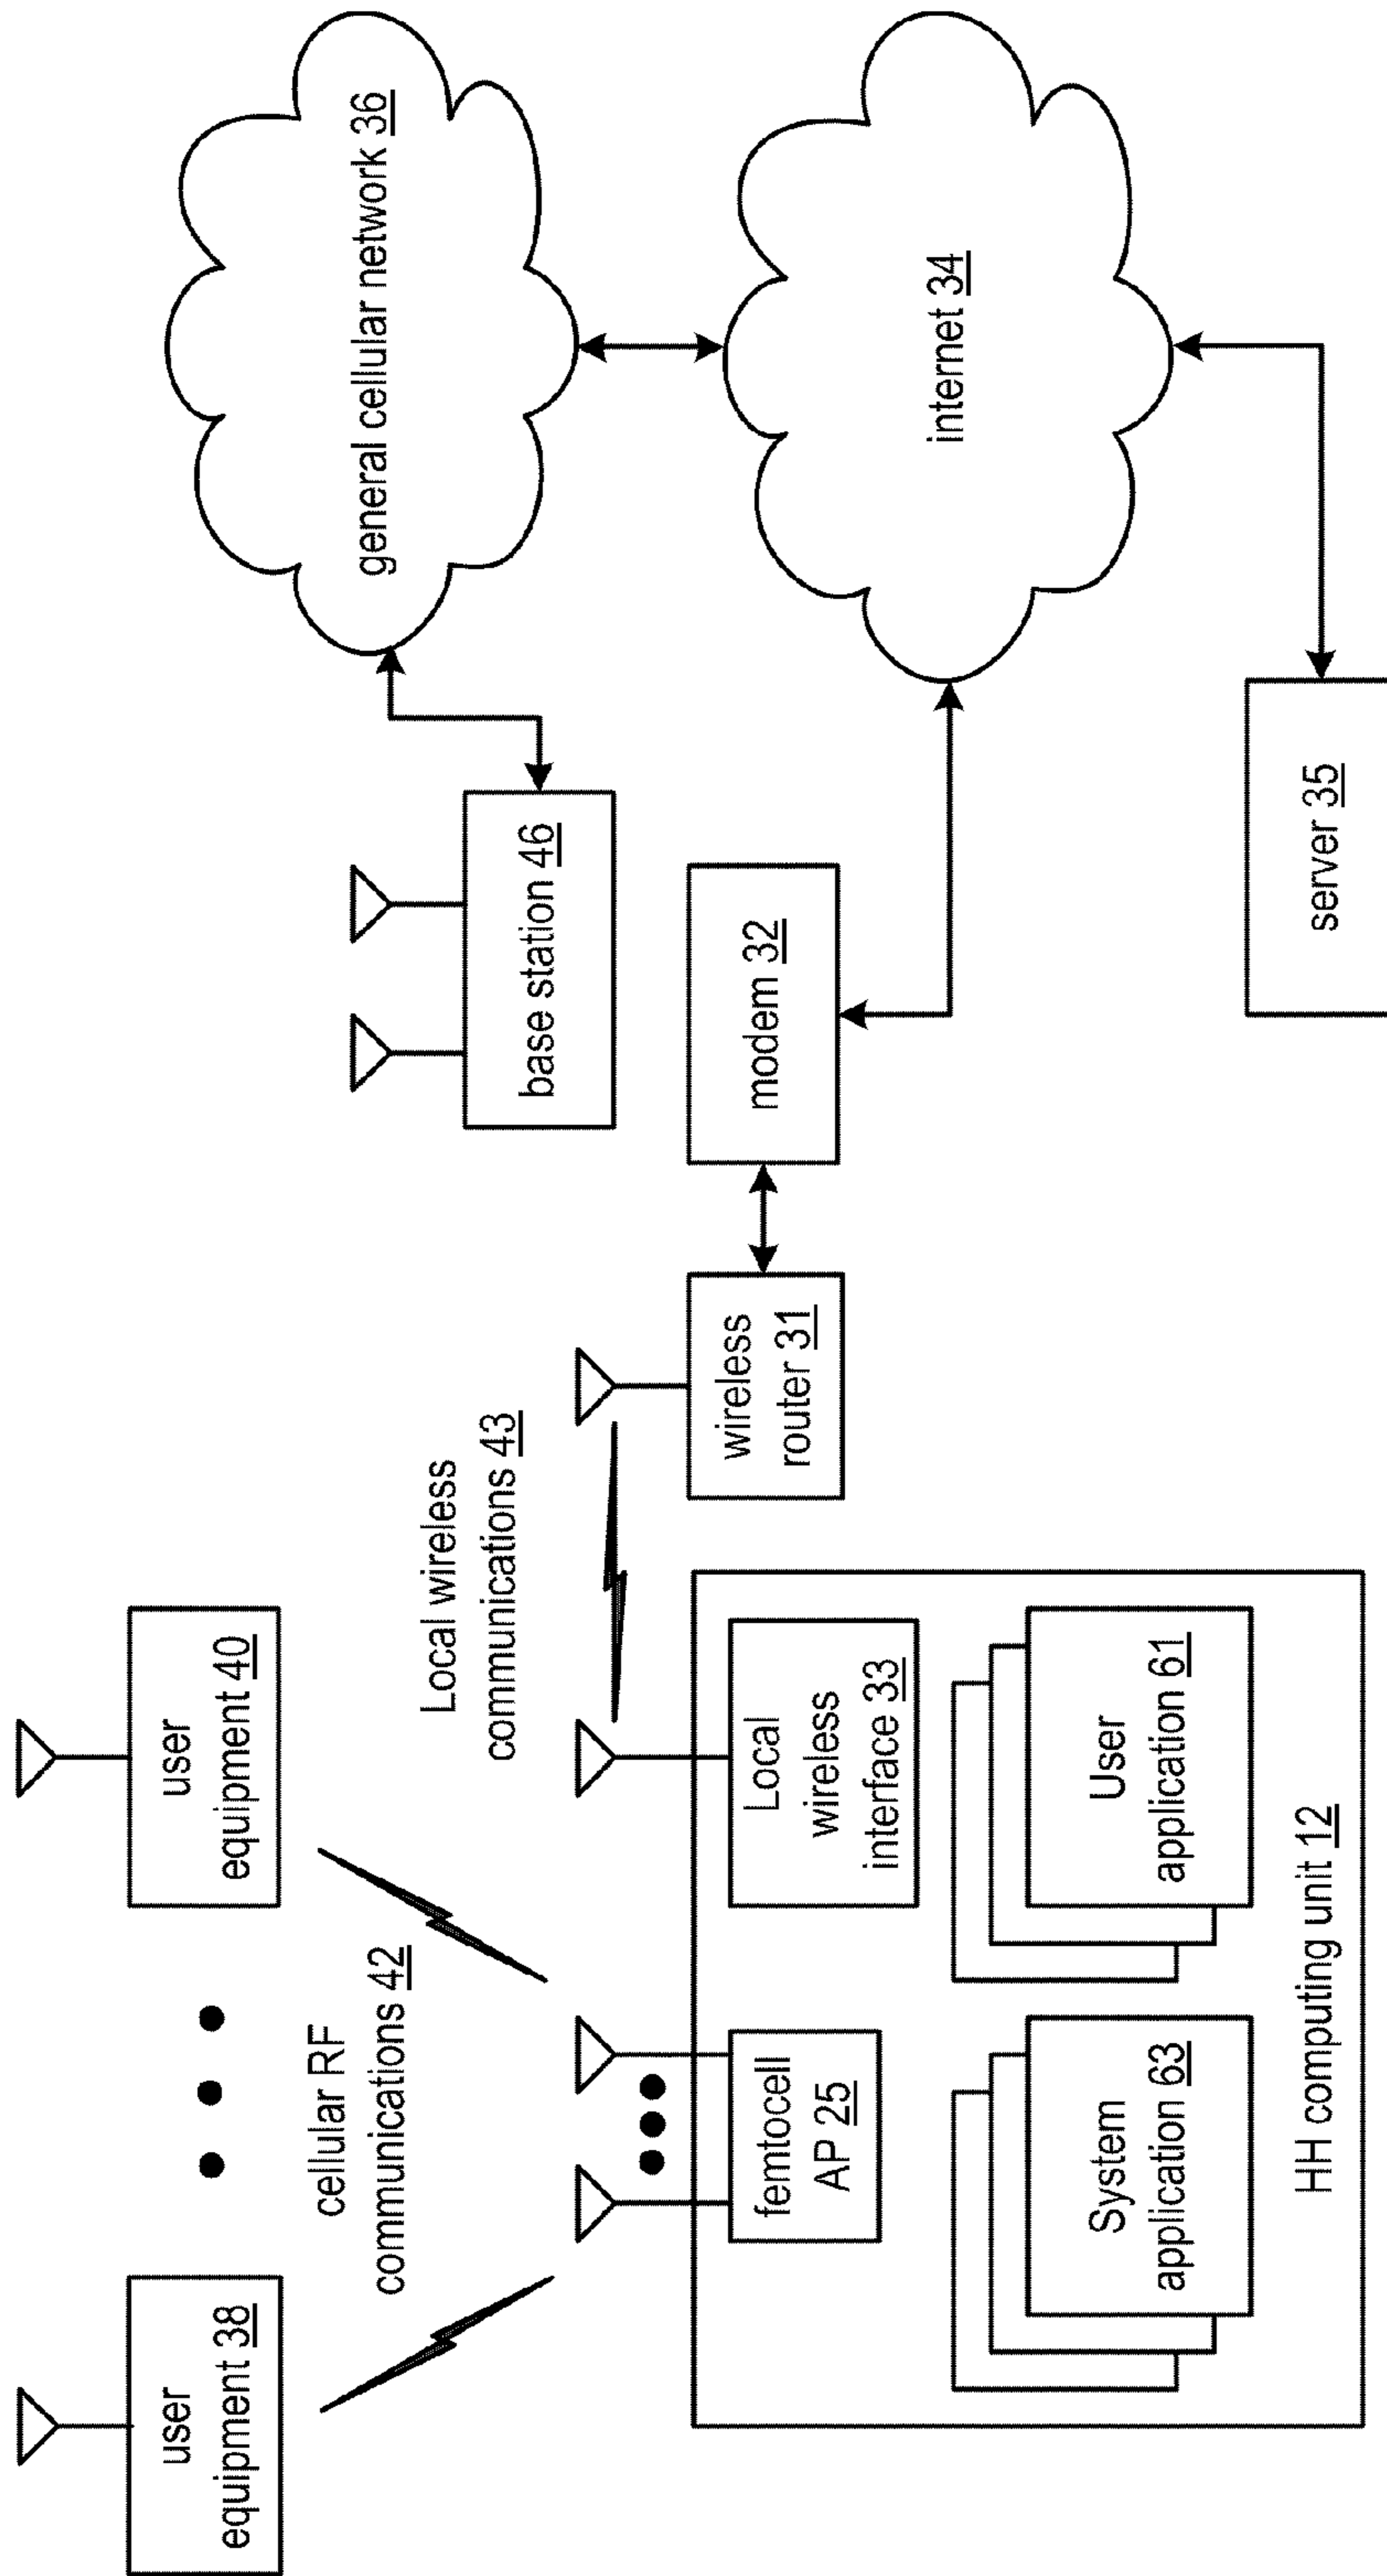 user
equipment 38
user
equipment 40
cellular RF
communications 42
Local wireless
communications 43
femtocell
AP 25
Local
wireless
interface 33
System
application 63
User
application 61
HH computing unit 12
wireless
router 31
modem 32
base station 46
general cellular network 36
internet 34
server 35